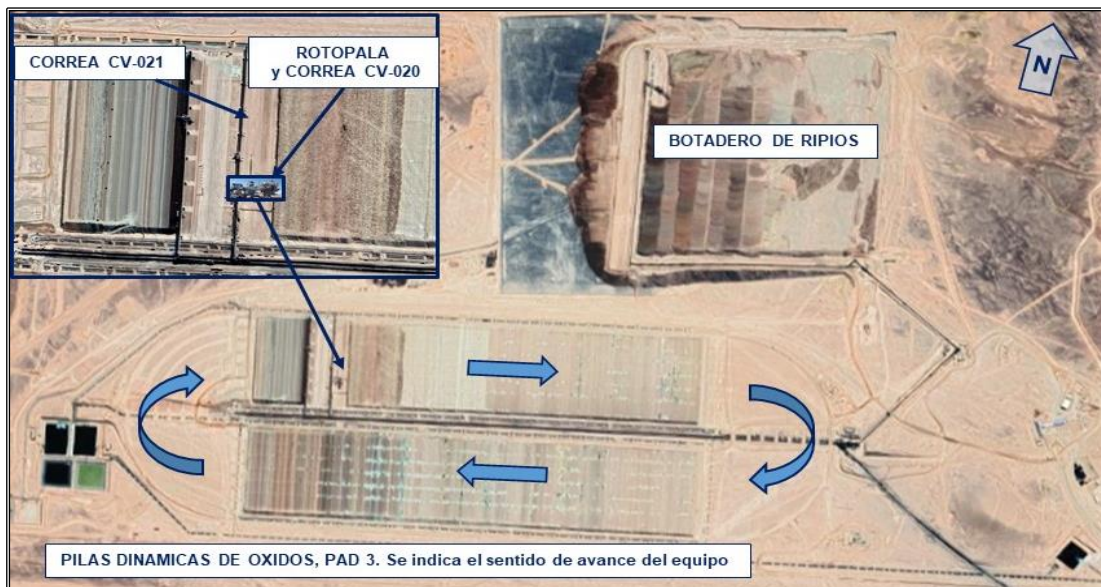 CORREA CV-021
ROTOPALA
y CORREA CV-020
N
BOTADERO DE RIPIOS
PILAS DINAMICAS DE OXIDOS, PAD 3. Se indica el sentido de avance del equipo